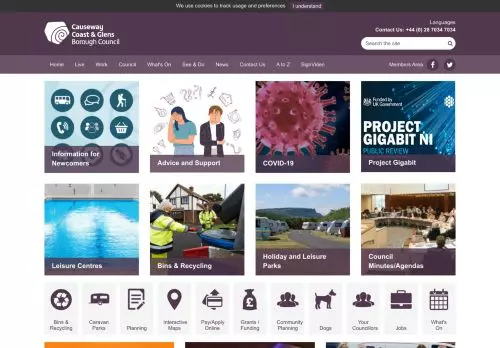 We use cookies to track usage and preferences I understand
Causeway
Coast & Glens
Borough Council
Languages
Contact Us: +44 (0) 28 7034 7034
Search the site
Home Live Work Council What's On See & Do News Contact Us A to Z SignVideo Members Area
Information for
Newcomers
Advice and Support
COVID-19
Funded by
UK Government
PROJECT
GIGABIT NI
PUBLIC REVIEW
Project Gigabit
Leisure Centres
Bins & Recycling
Holiday and Leisure
Parks
Council
Minutes/Agendas
Bins &
Recycling
Caravan
Parks
Planning
Interactive
Maps
Pay/Apply
Online
Grants /
Funding
Community
Planning
Dogs
Your
Councillors
Jobs
What's
On